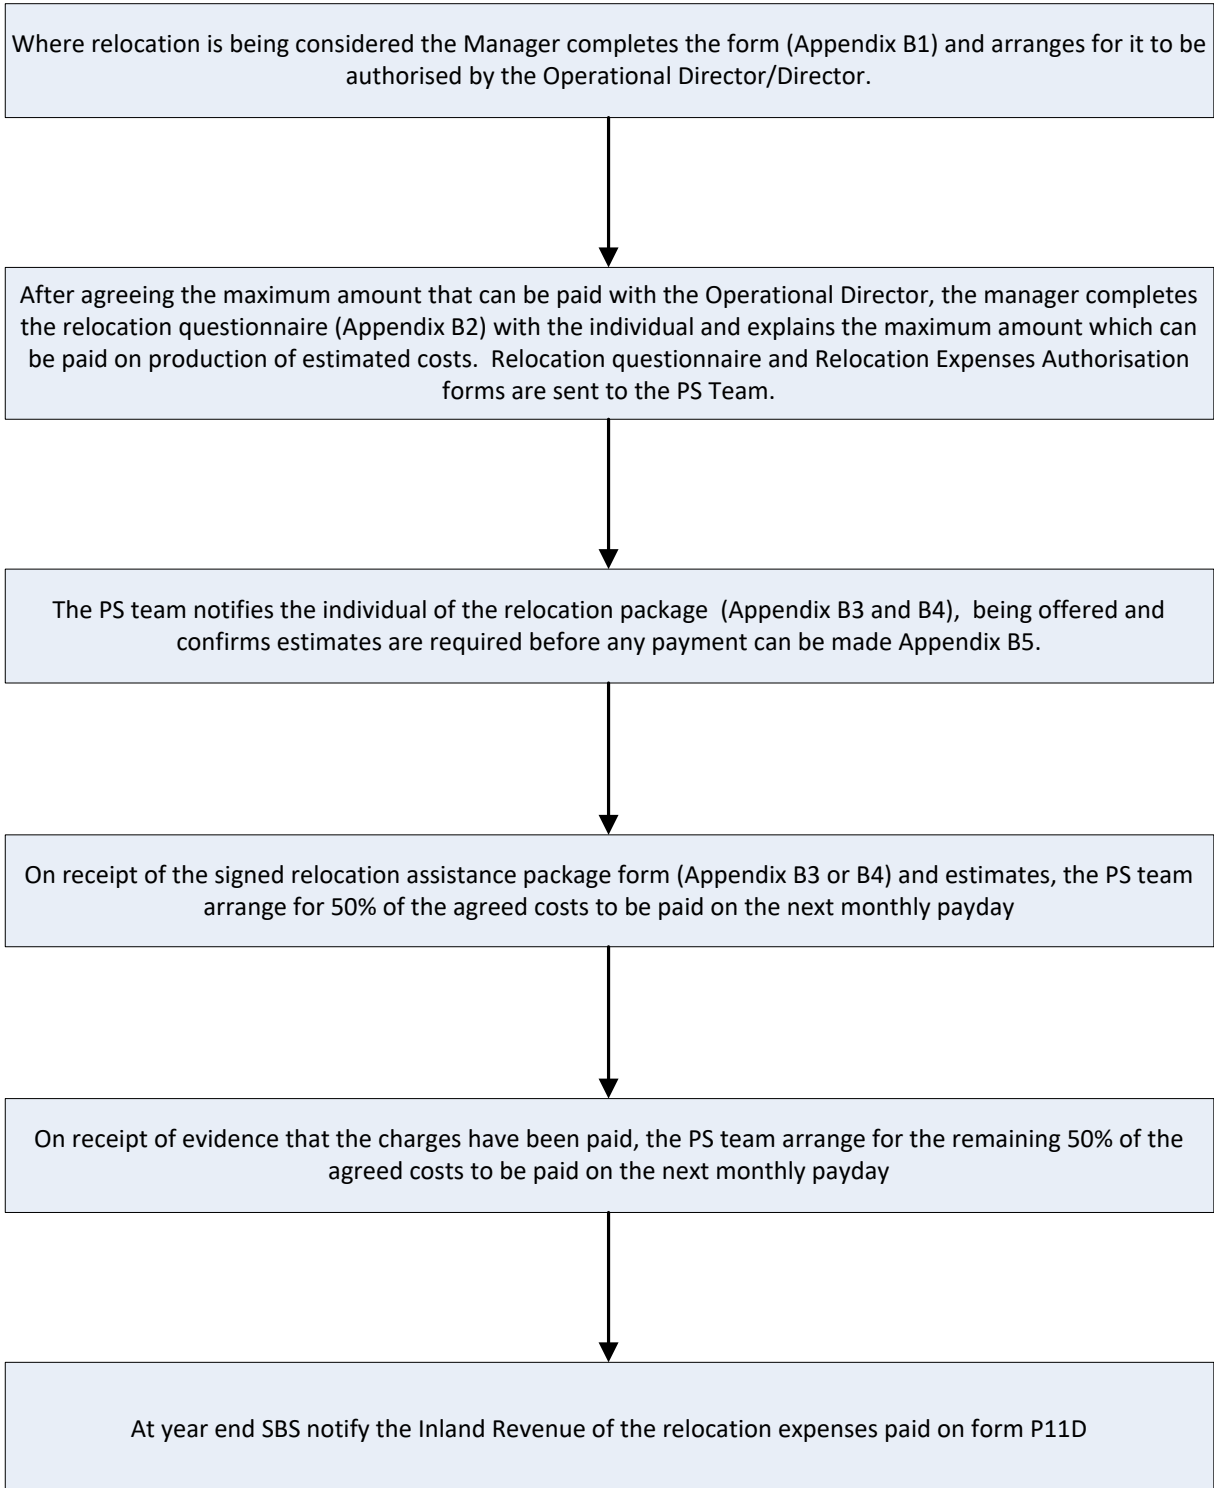 Where relocation is being considered the Manager completes the form (Appendix B1) and arranges for it to be
authorised by the Operational Director/Director.
After agreeing the maximum amount that can be paid with the Operational Director, the manager completes
the relocation questionnaire (Appendix B2) with the individual and explains the maximum amount which can
be paid on production of estimated costs.  Relocation questionnaire and Relocation Expenses Authorisation
forms are sent to the PS Team.
The PS team notifies the individual of the relocation package  (Appendix B3 and B4),  being offered and
confirms estimates are required before any payment can be made Appendix B5.
On receipt of the signed relocation assistance package form (Appendix B3 or B4) and estimates, the PS team
arrange for 50% of the agreed costs to be paid on the next monthly payday
On receipt of evidence that the charges have been paid, the PS team arrange for the remaining 50% of the
agreed costs to be paid on the next monthly payday
At year end SBS notify the Inland Revenue of the relocation expenses paid on form P11D